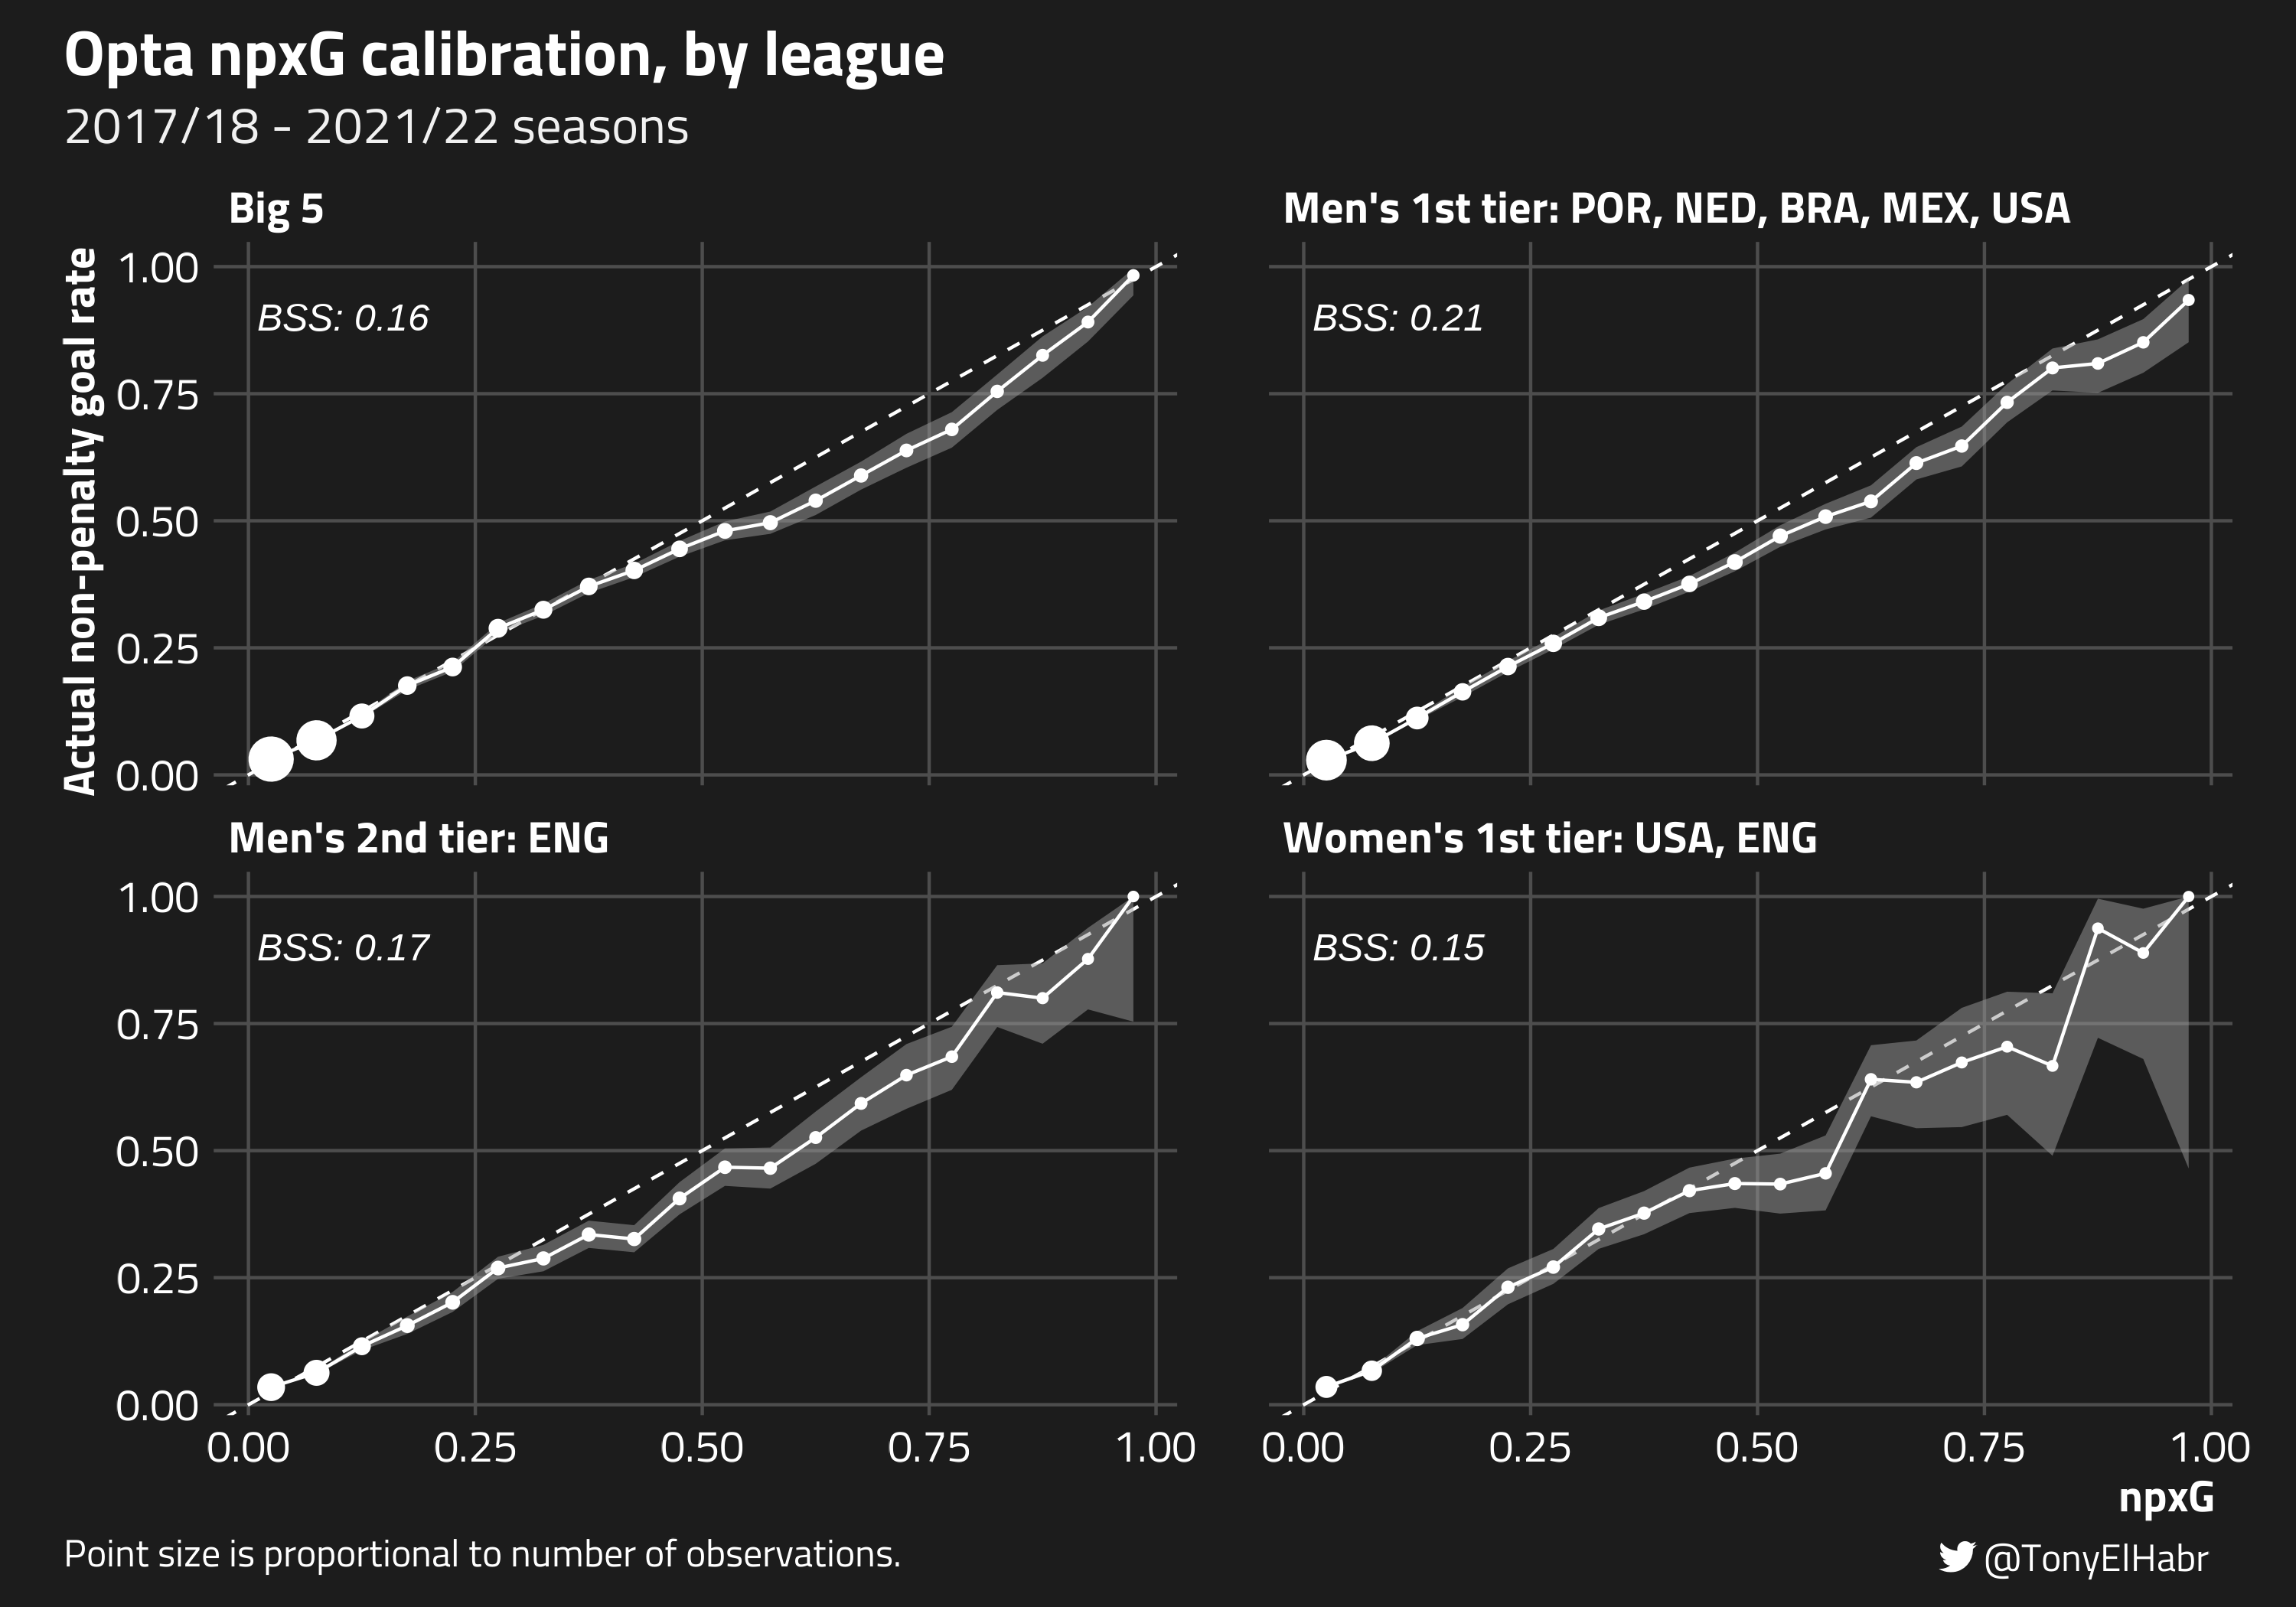 Opta npxG calibration, by league
2017/18 - 2021/22 seasons
Big 5
Men's 1st tier: POR, NED, BRA, MEX, USA
Actual non-penalty goal rate
1.00
0.75
0.50
0.25
0.00
BSS: 0.16
BSS: 0.21
Men's 2nd tier: ENG
Women's 1st tier: USA, ENG
1.00
0.75
0.50
0.25
0.00
BSS: 0.17
BSS: 0.15
0.00 0.25 0.50 0.75 1.00
0.00 0.25 0.50 0.75 1.00
npxG
Point size is proportional to number of observations.
@TonyElHabr